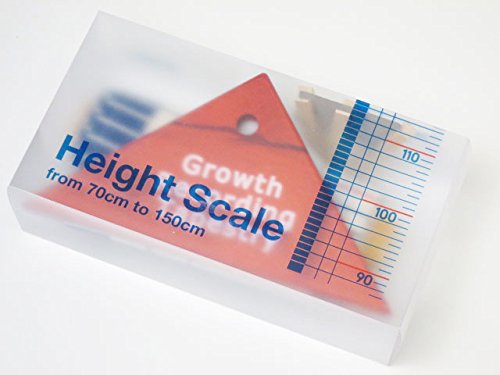 Height Scale
from 70cm to 150cm
Growth
110
100
90